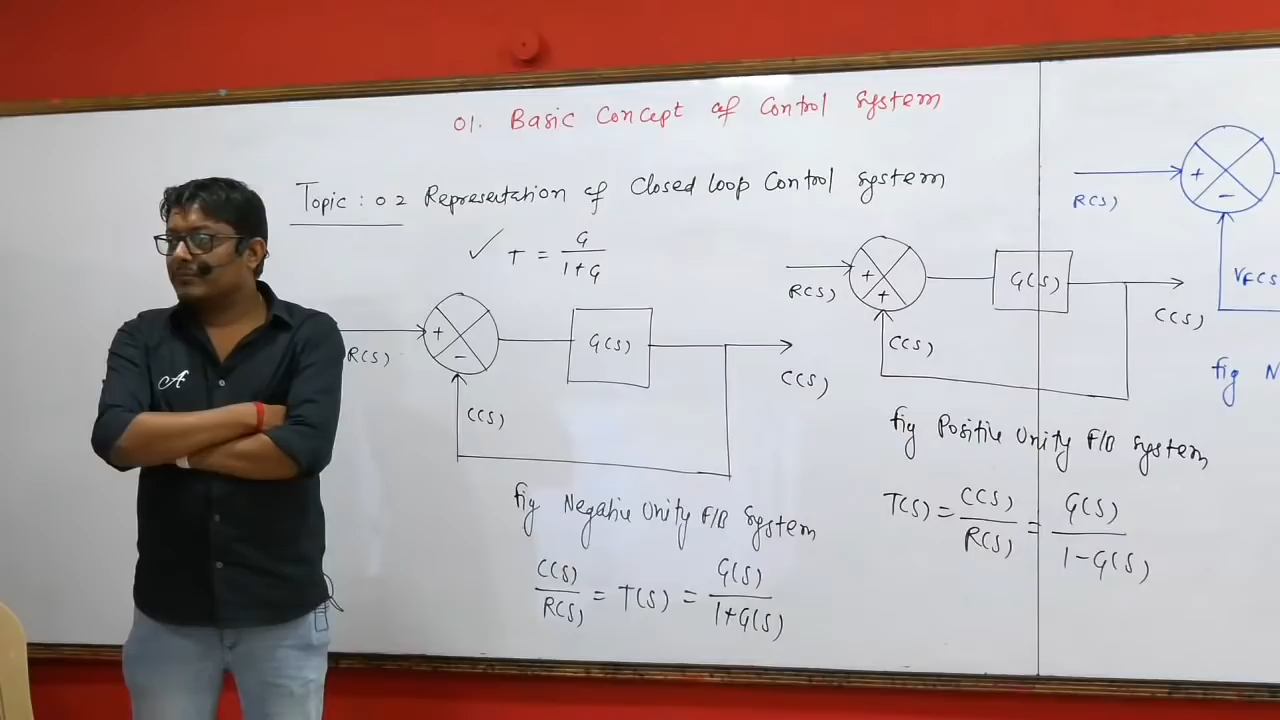 01. Basic Concept of Control System
Topic : 02 Representation of Closed loop Control System
✓ T = G / 1+G
R(S)
+
−
G(S)
C(S)
C(S)
fig Negative Unity F/B System
C(S) / R(S) = T(S) = G(S) / 1+G(S)
R(S)
+
+
G(S)
C(S)
C(S)
fig Positive Unity F/B System
T(S) = C(S) / R(S) = G(S) / 1-G(S)
R(S)
+
−
VF(S
fig N
A